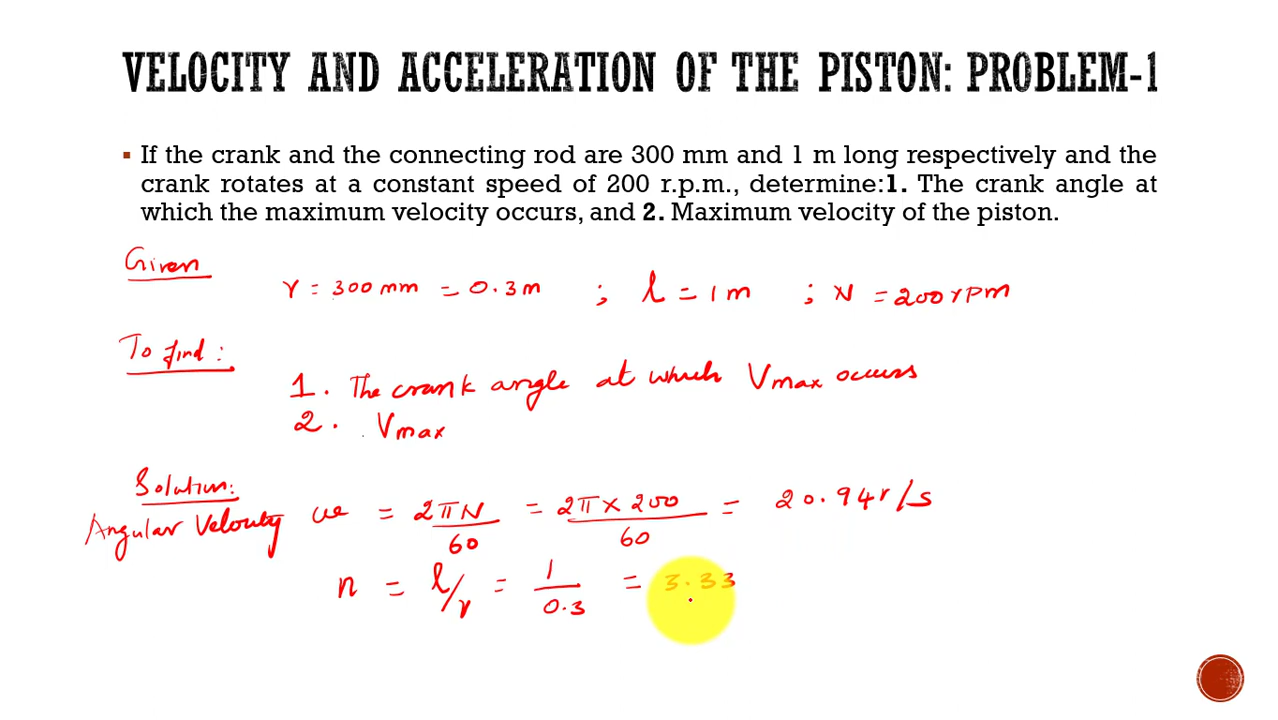 VELOCITY AND ACCELERATION OF THE PISTON: PROBLEM-1
▪ If the crank and the connecting rod are 300 mm and 1 m long respectively and the
crank rotates at a constant speed of 200 r.p.m., determine:1. The crank angle at
which the maximum velocity occurs, and 2. Maximum velocity of the piston.
Given
r = 300 mm = 0.3 m ; l = 1 m ; N = 200 rpm
To find :
1. The crank angle at which Vmax occurs
2. Vmax
Solution:
Angular Velocity ω = 2πN/60 = 2π × 200/60 = 20.94 r/s
n = l/r = 1/0.3 = 3.33